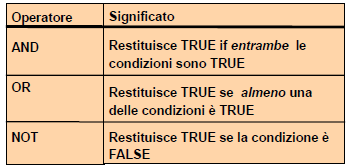 Operatore Significato
AND Restituisce TRUE if entrambe le
condizioni sono TRUE
OR Restituisce TRUE se almeno una
delle condizioni è TRUE
NOT Restituisce TRUE se la condizione è
FALSE